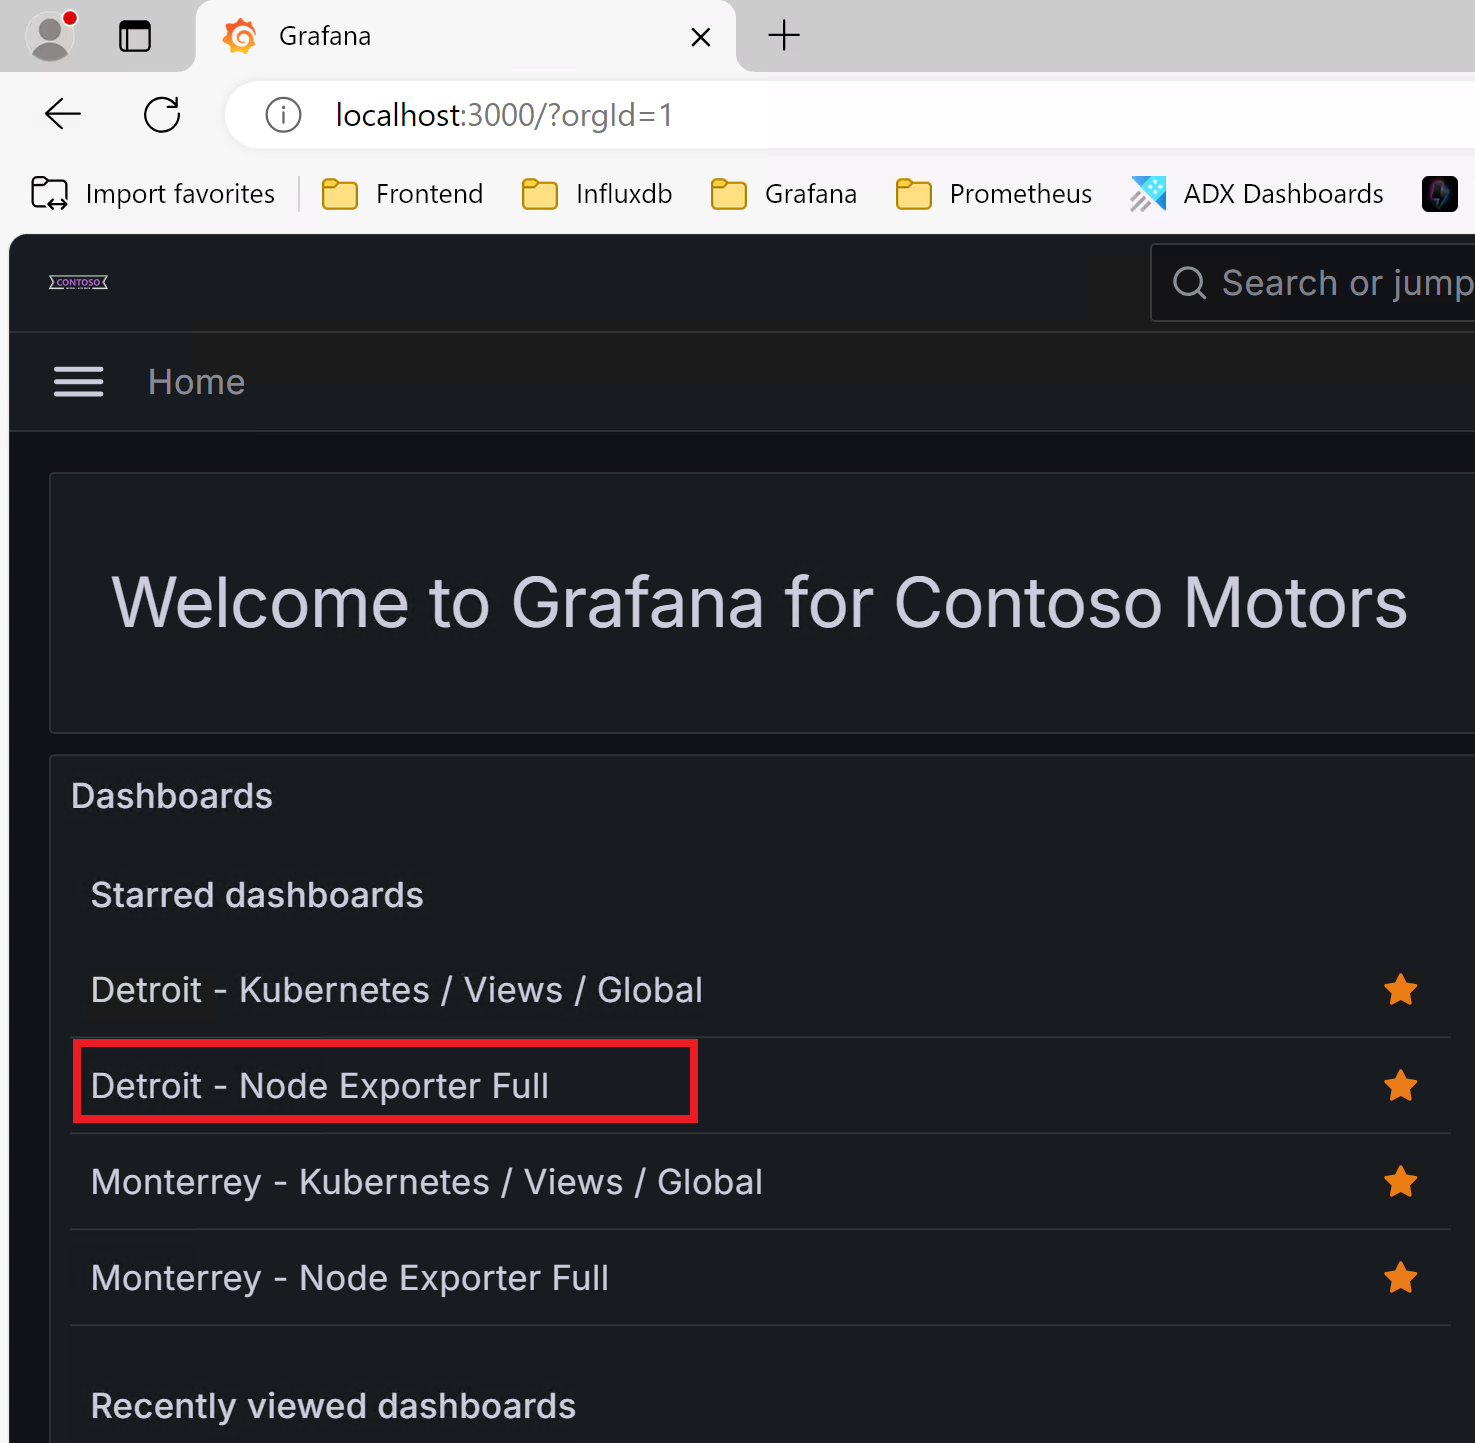 Grafana
localhost:3000/?orgId=1
Import favorites Frontend Influxdb Grafana Prometheus ADX Dashboards
CONTOSO
Search or jump
Home
Welcome to Grafana for Contoso Motors
Dashboards
Starred dashboards
Detroit - Kubernetes / Views / Global
Detroit - Node Exporter Full
Monterrey - Kubernetes / Views / Global
Monterrey - Node Exporter Full
Recently viewed dashboards